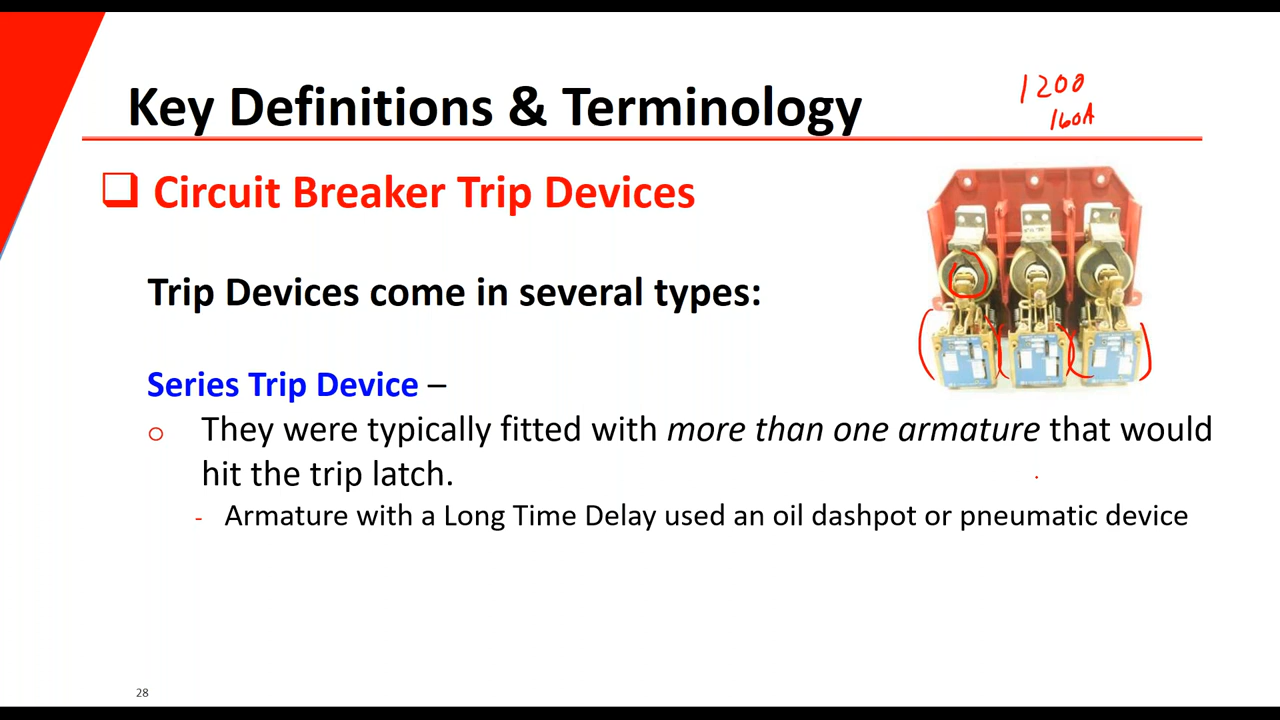 Key Definitions & Terminology
1200
160A
❑ Circuit Breaker Trip Devices
Trip Devices come in several types:
Series Trip Device –
o They were typically fitted with more than one armature that would
hit the trip latch.
- Armature with a Long Time Delay used an oil dashpot or pneumatic device
28